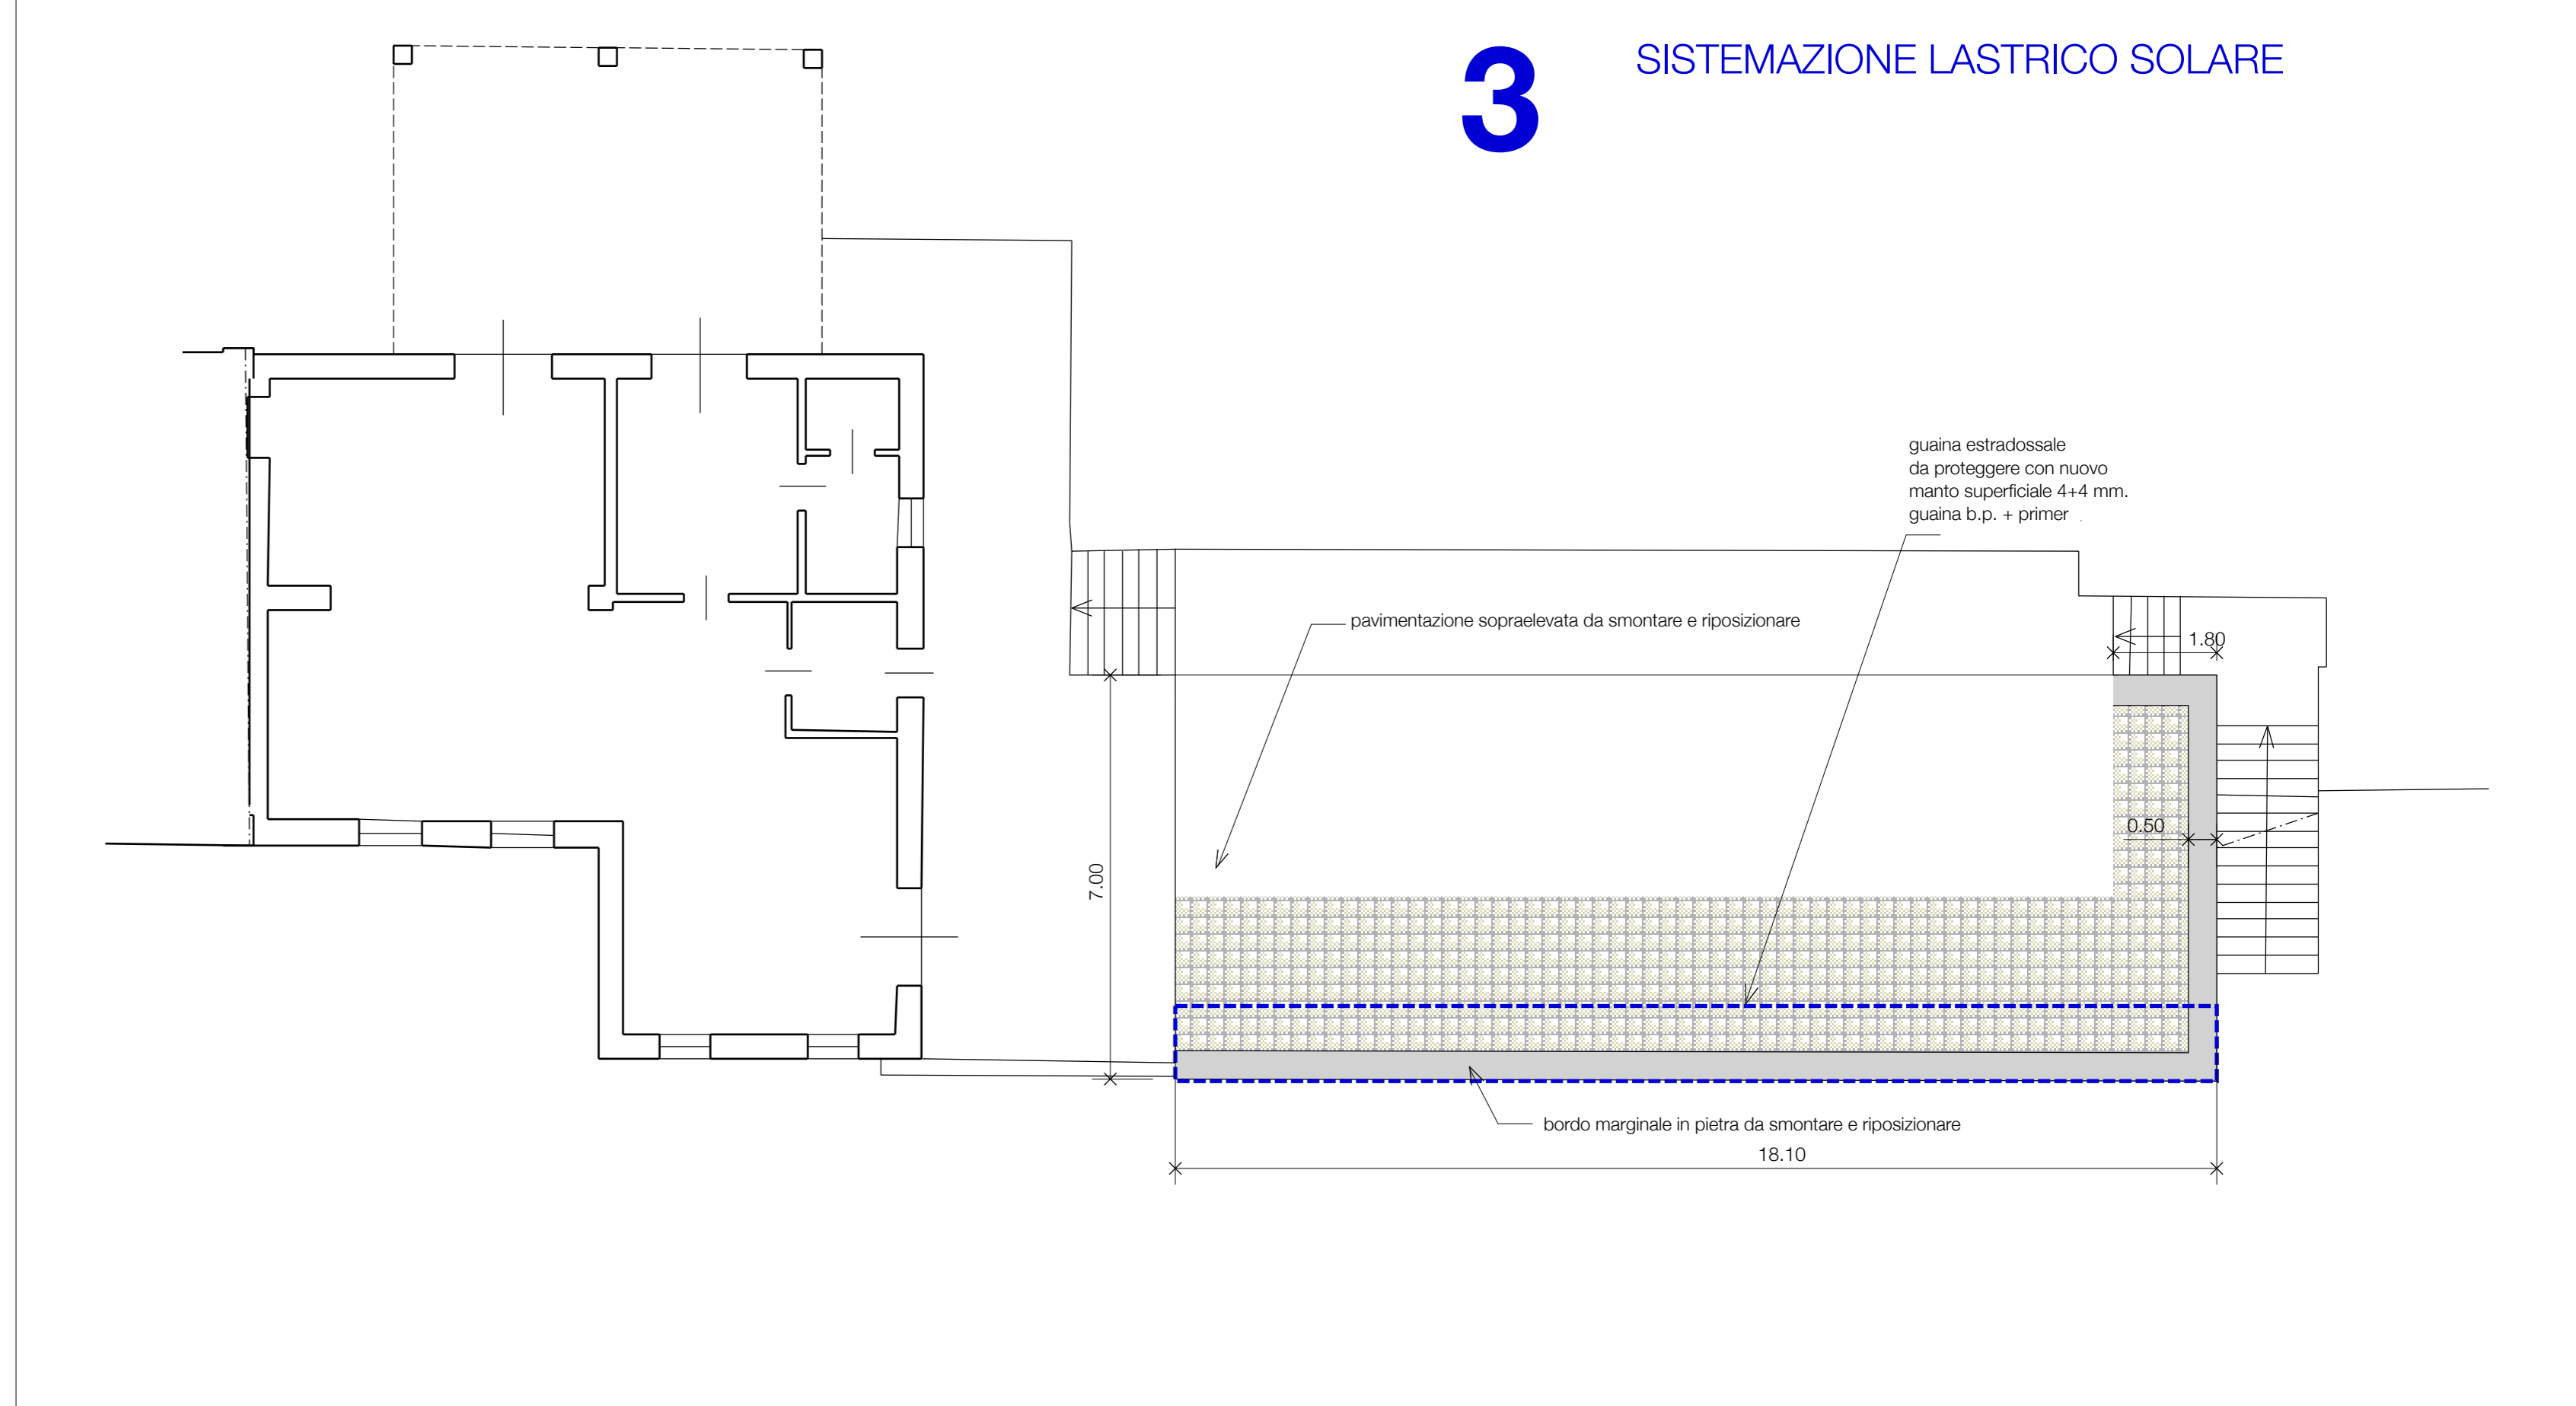 3
SISTEMAZIONE LASTRICO SOLARE
guaina estradossale
da proteggere con nuovo
manto superficiale 4+4 mm.
guaina b.p. + primer
pavimentazione sopraelevata da smontare e riposizionare
1.80
0.50
7.00
bordo marginale in pietra da smontare e riposizionare
18.10